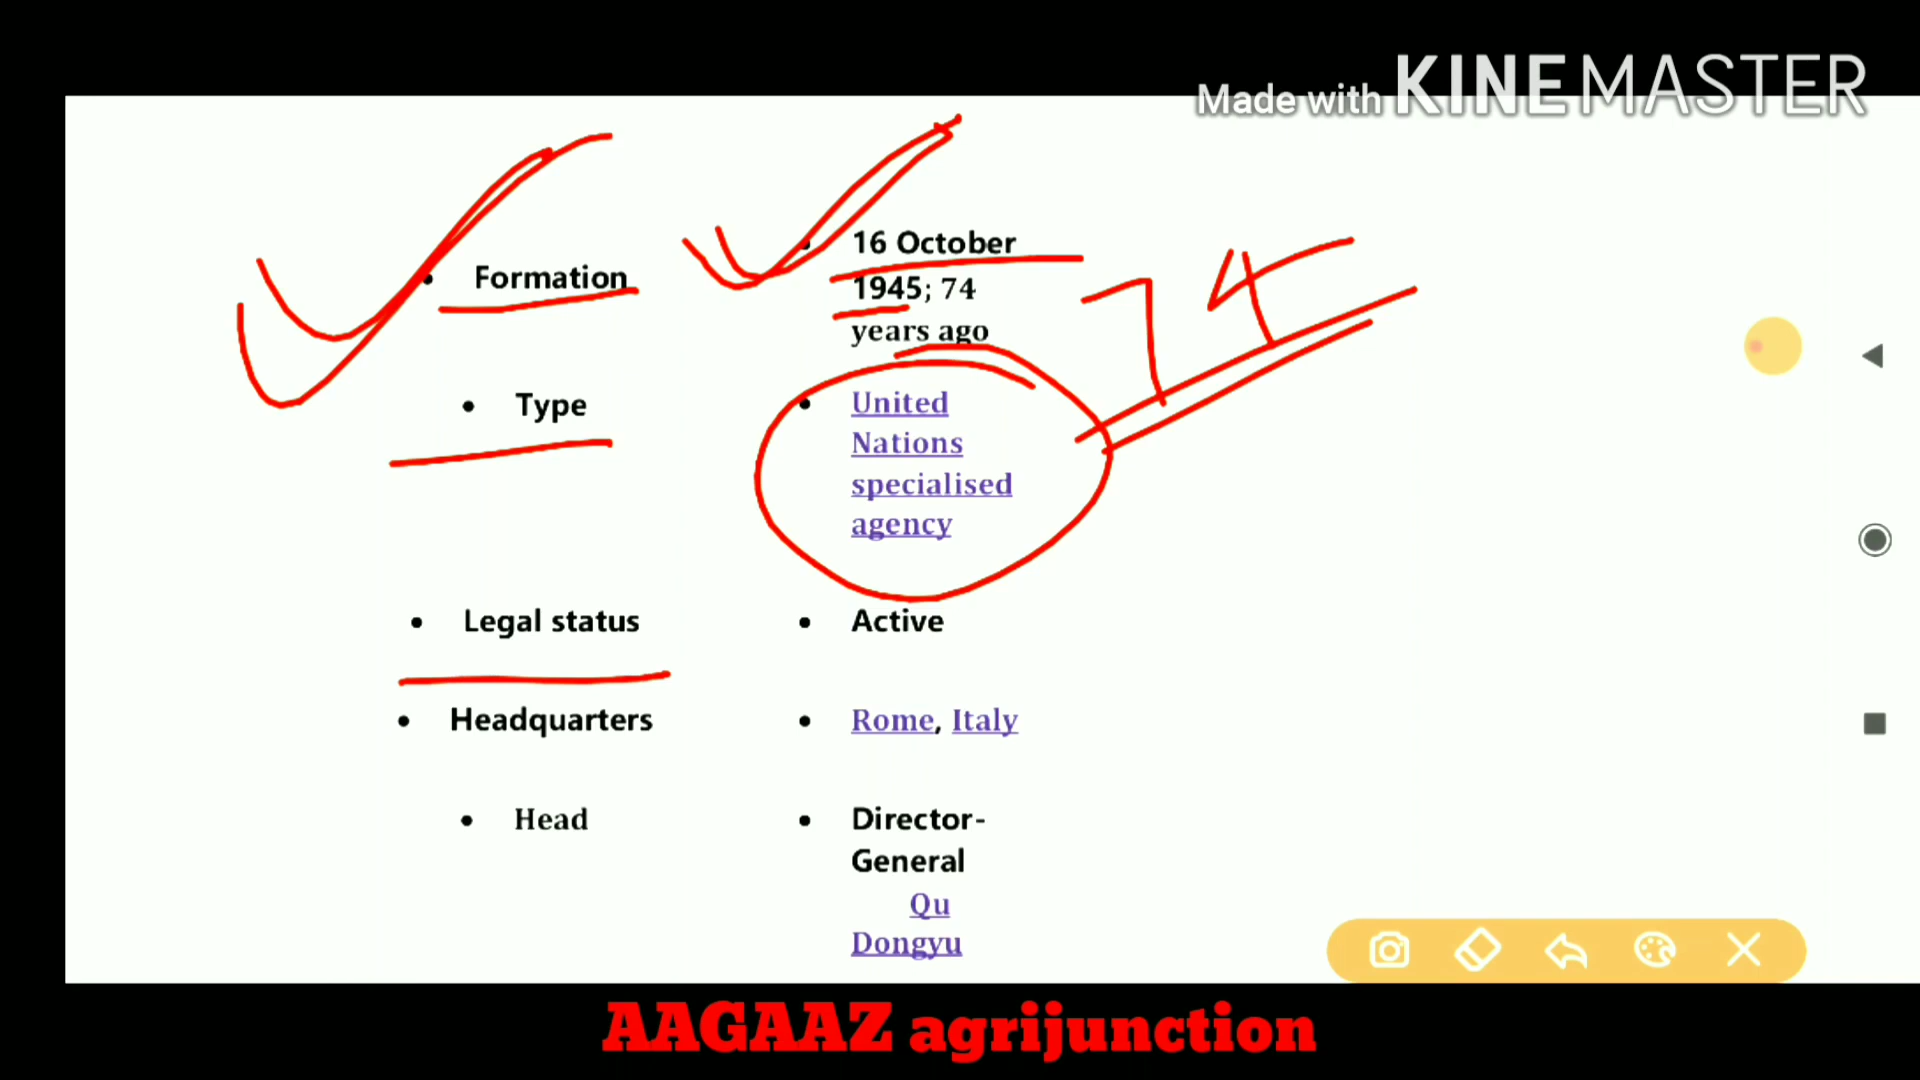 Made with KINEMASTER
Formation
16 October
1945; 74
years ago
74
Type
United
Nations
specialised
agency
Legal status
Active
Headquarters
Rome, Italy
Head
Director-
General
Qu
Dongyu
AAGAAZ agrijunction